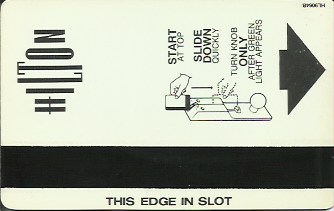 HILTON
START
AT TOP
SLIDE
DOWN
QUICKLY
TURN KNOB
ONLY
AFTER GREEN
LIGHT APPEARS
THIS EDGE IN SLOT